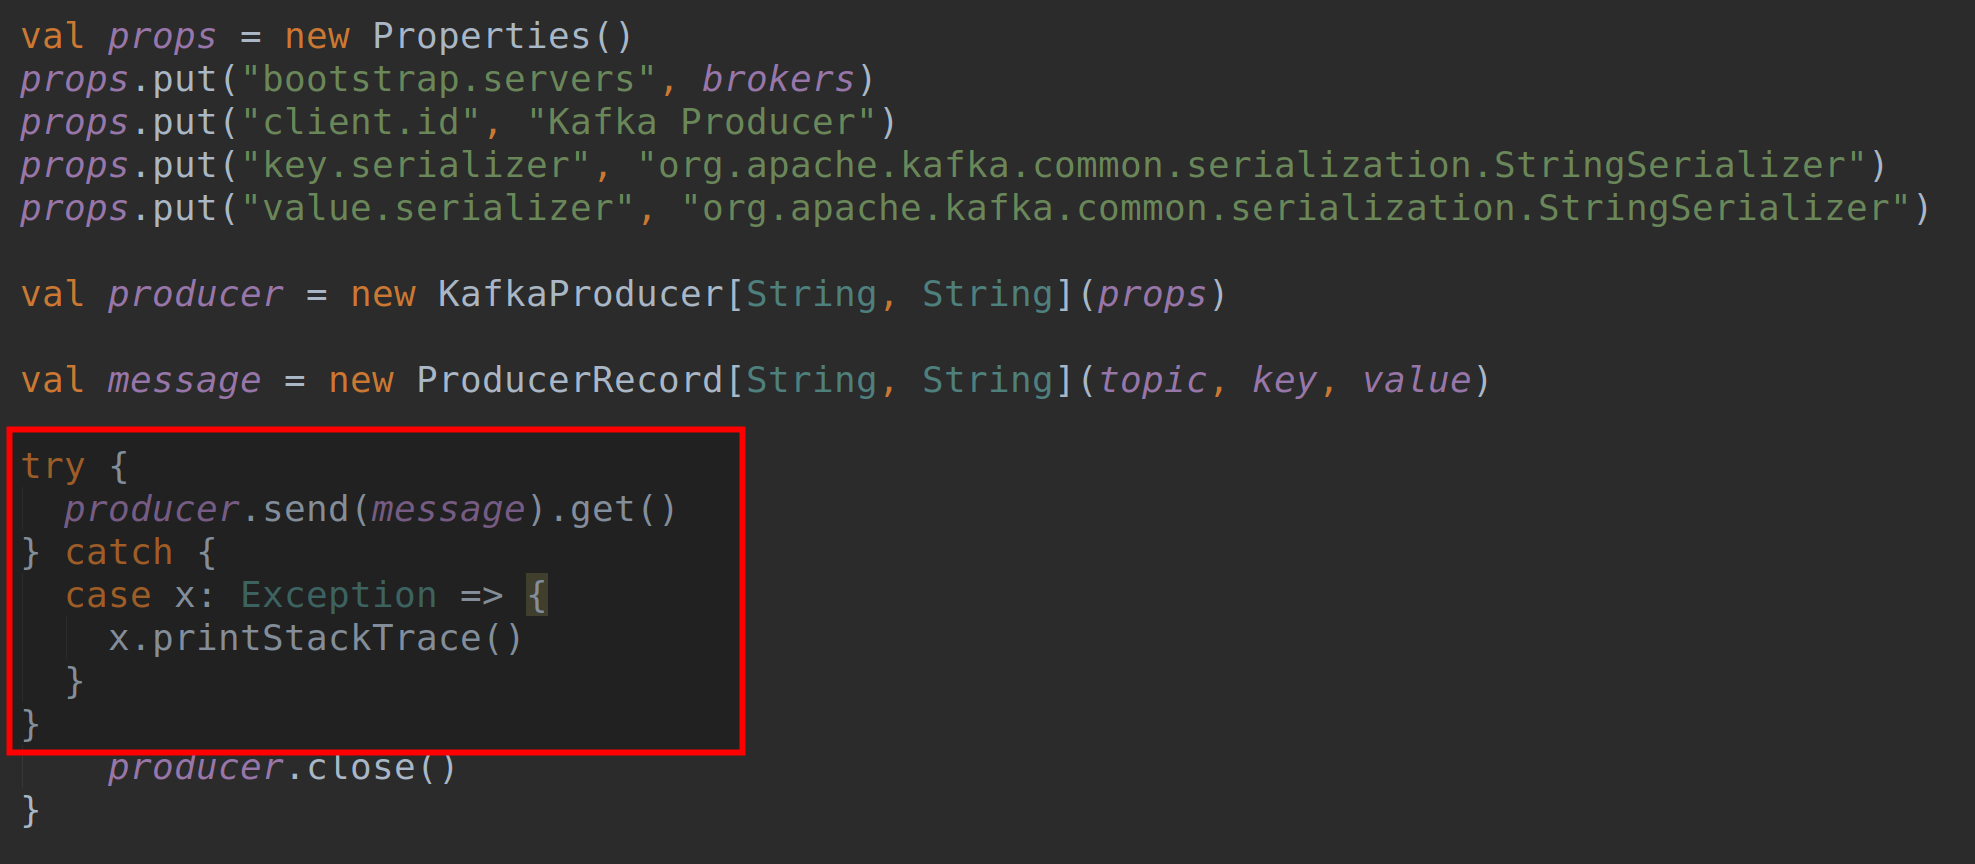 val props = new Properties()
props.put("bootstrap.servers", brokers)
props.put("client.id", "Kafka Producer")
props.put("key.serializer", "org.apache.kafka.common.serialization.StringSerializer")
props.put("value.serializer", "org.apache.kafka.common.serialization.StringSerializer")
val producer = new KafkaProducer[String, String](props)
val message = new ProducerRecord[String, String](topic, key, value)
try {
producer.send(message).get()
} catch {
case x: Exception => {
x.printStackTrace()
}
}
producer.close()
}